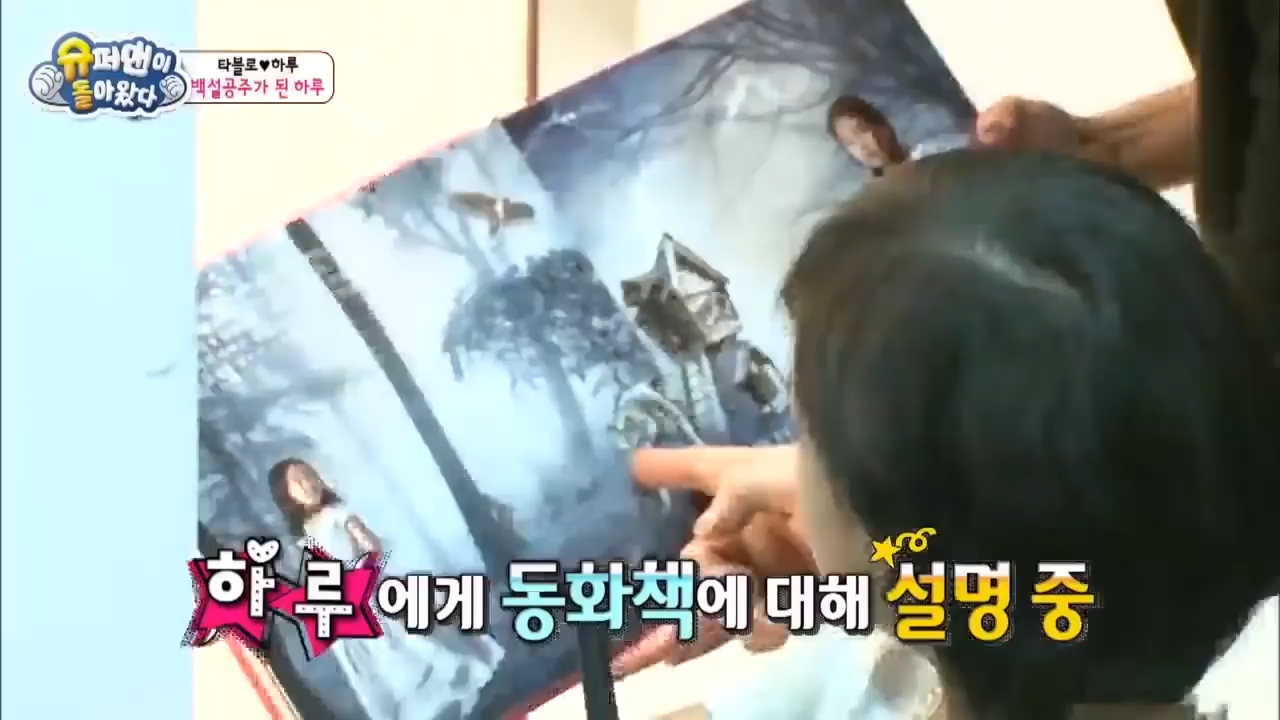 슈퍼맨이
돌아왔다
타블로♥하루
백설공주가 된 하루
하루에게 동화책에 대해 설명 중